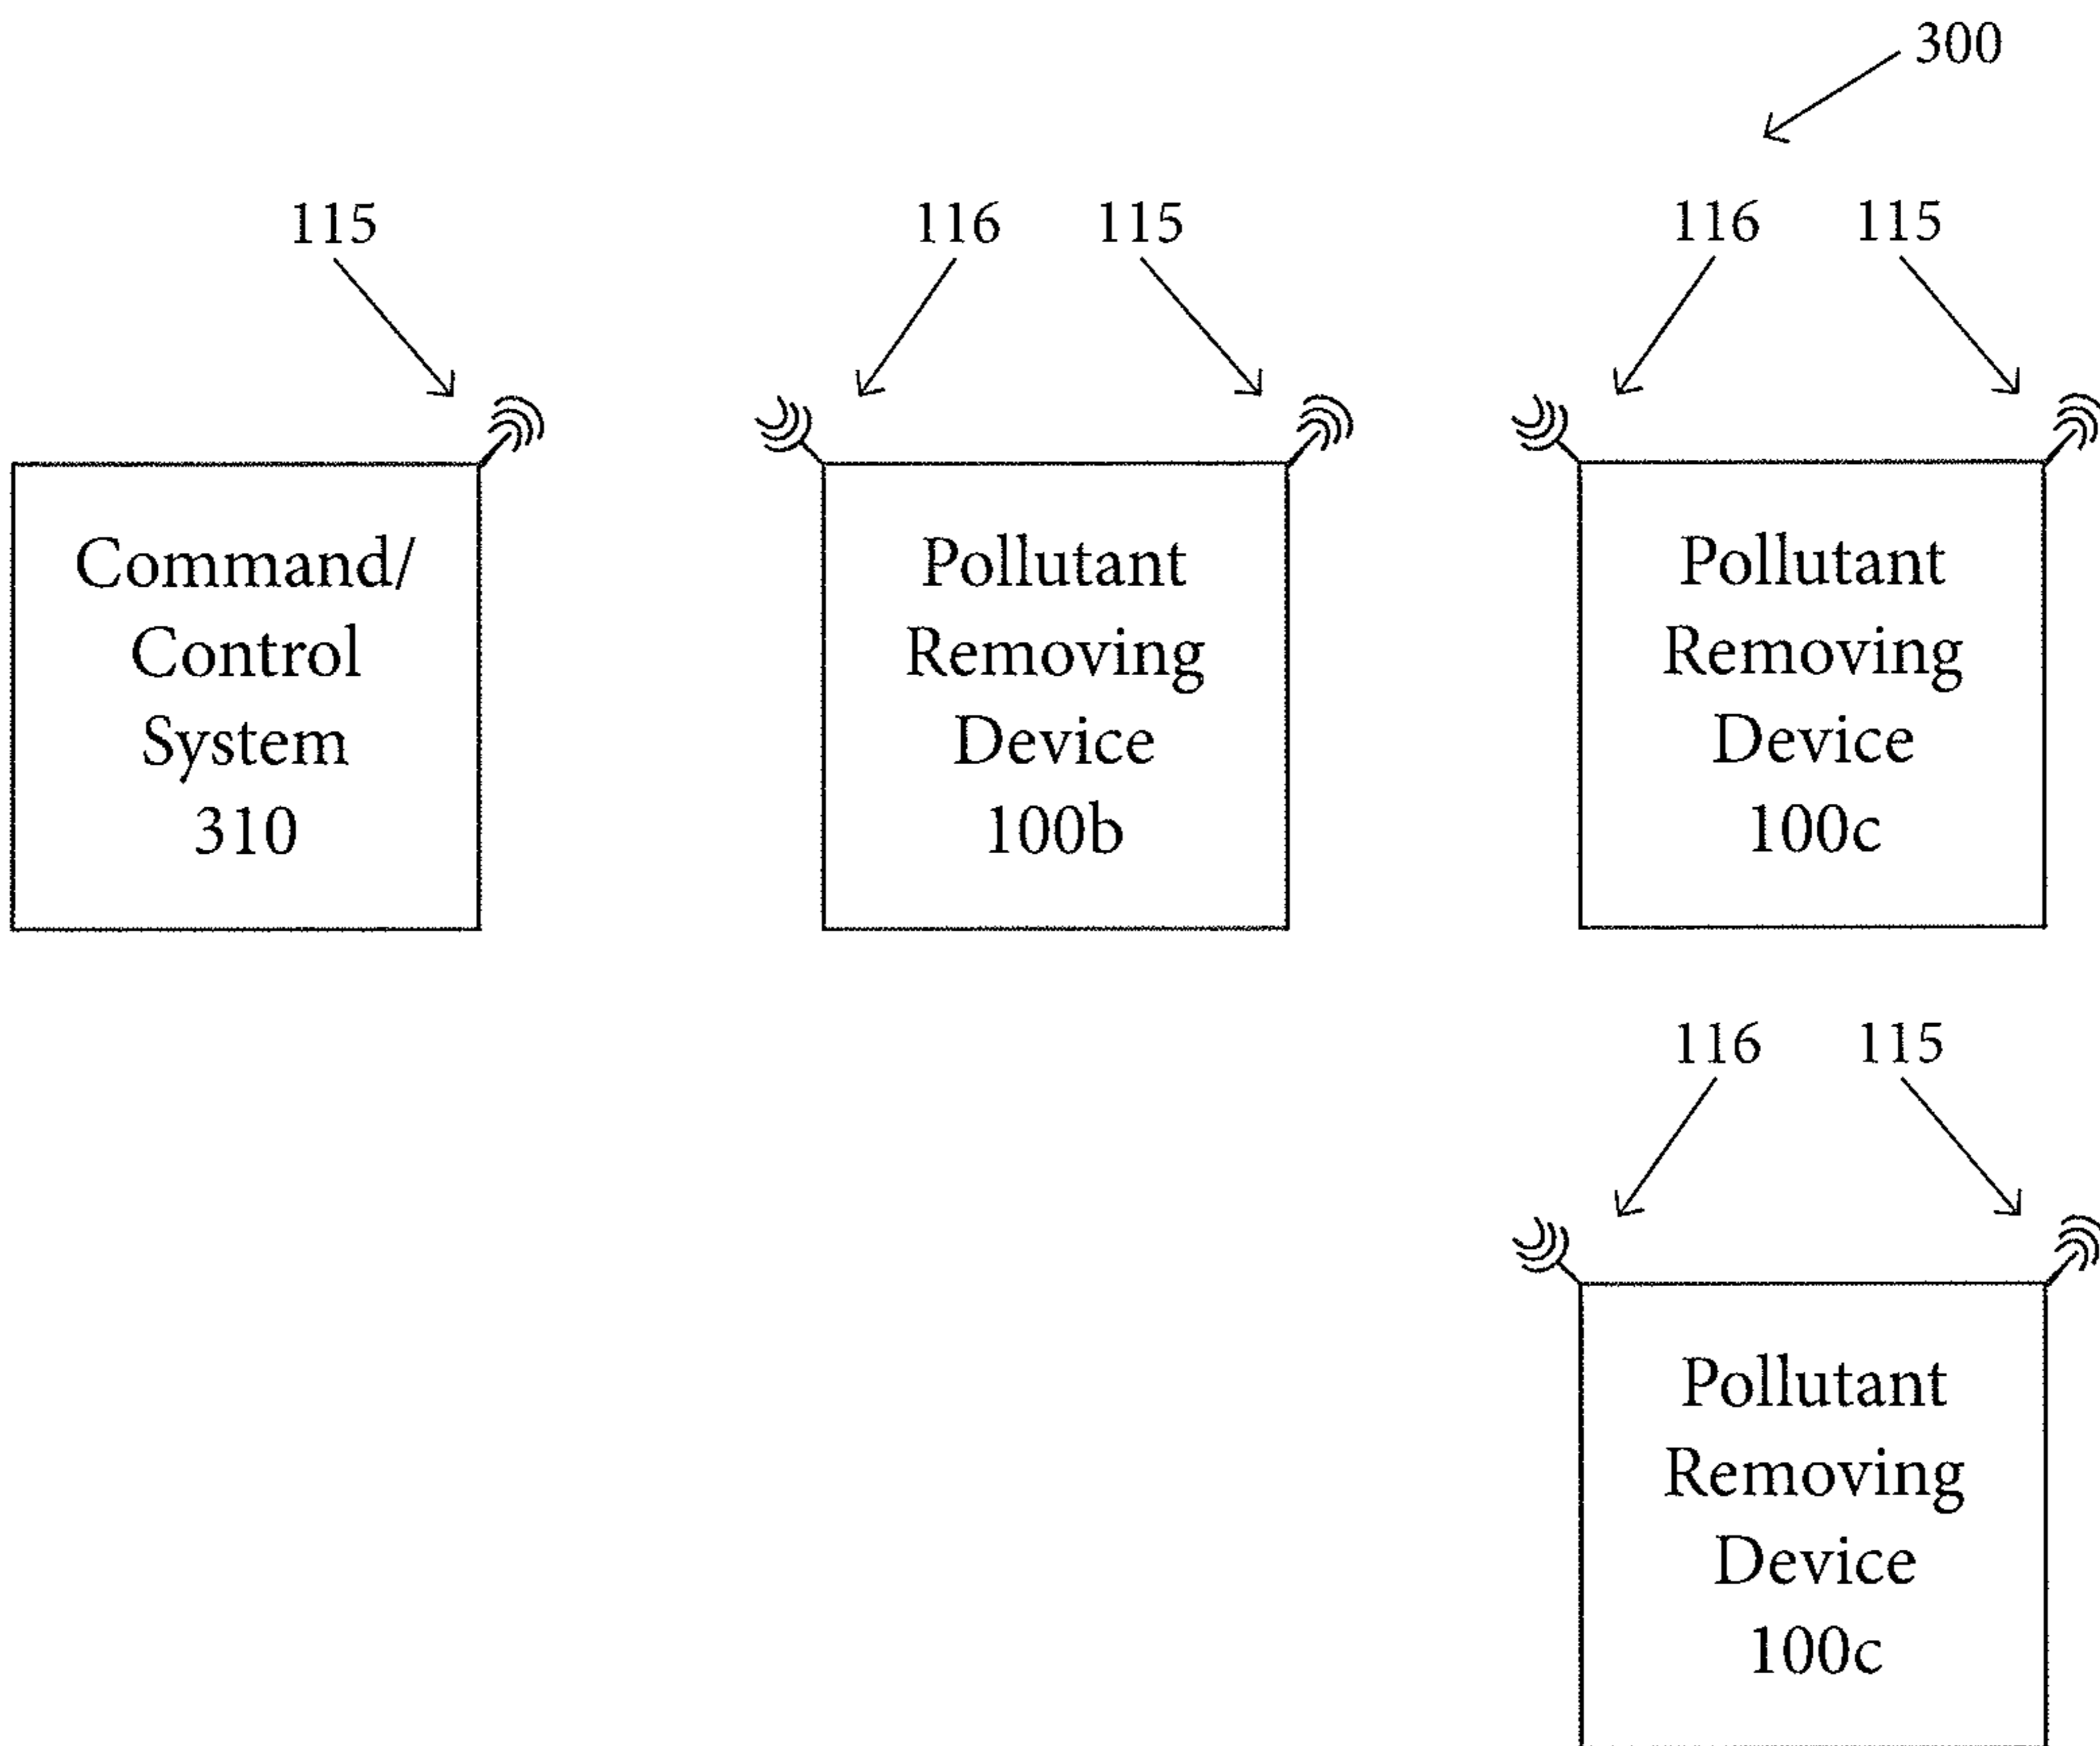 300
115
116
115
116
115
Command/
Control
System
310
Pollutant
Removing
Device
100b
Pollutant
Removing
Device
100c
116
115
Pollutant
Removing
Device
100c